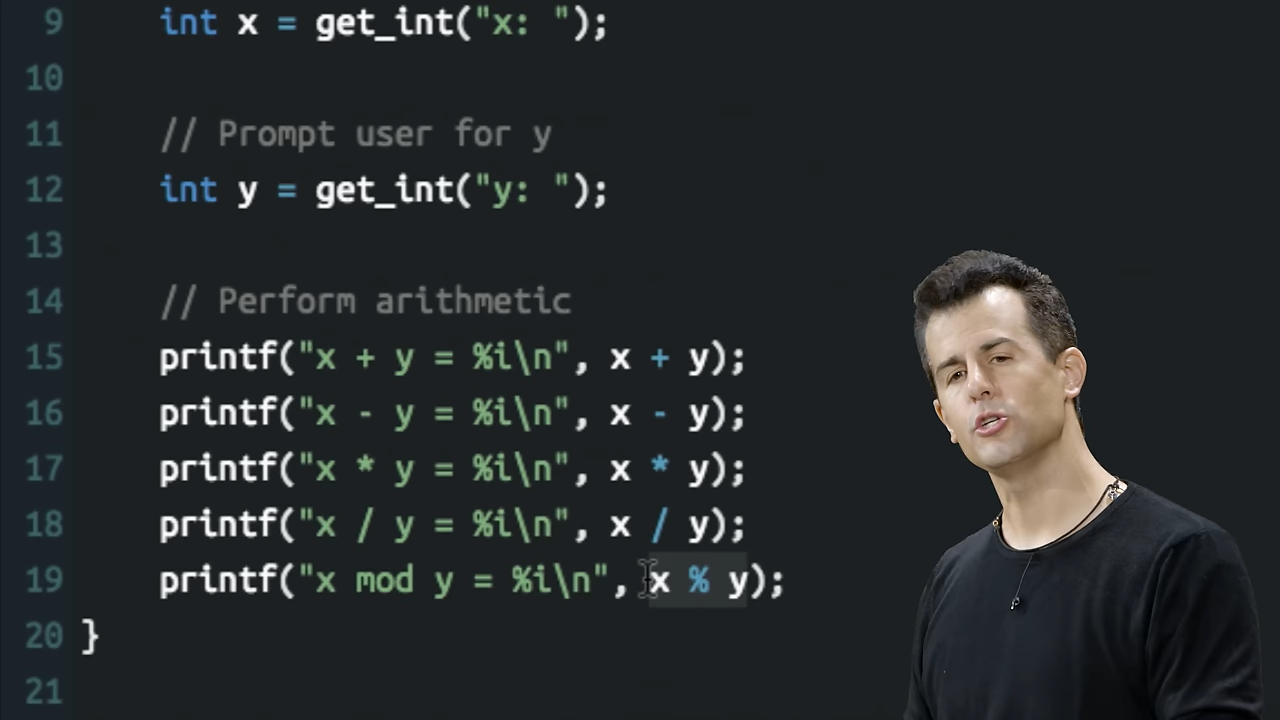 9 int x = get_int("x: ");
10
11 // Prompt user for y
12 int y = get_int("y: ");
13
14 // Perform arithmetic
15 printf("x + y = %i\n", x + y);
16 printf("x - y = %i\n", x - y);
17 printf("x * y = %i\n", x * y);
18 printf("x / y = %i\n", x / y);
19 printf("x mod y = %i\n", x % y);
20 }
21